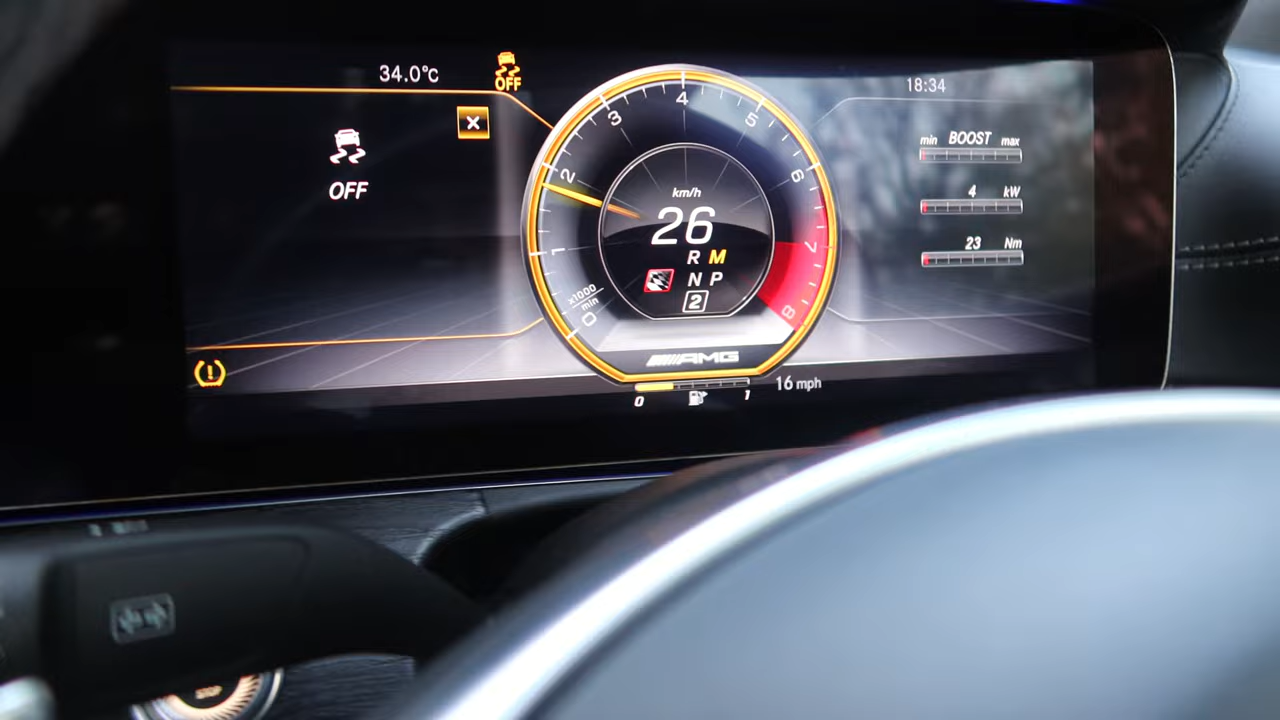 34.0°C
OFF
18:34
OFF
4
3
5
2
6
1
7
x1000
min
0
8
km/h
26
R M
N P
2
AMG
min BOOST max
4 kW
23 Nm
0 1
16 mph